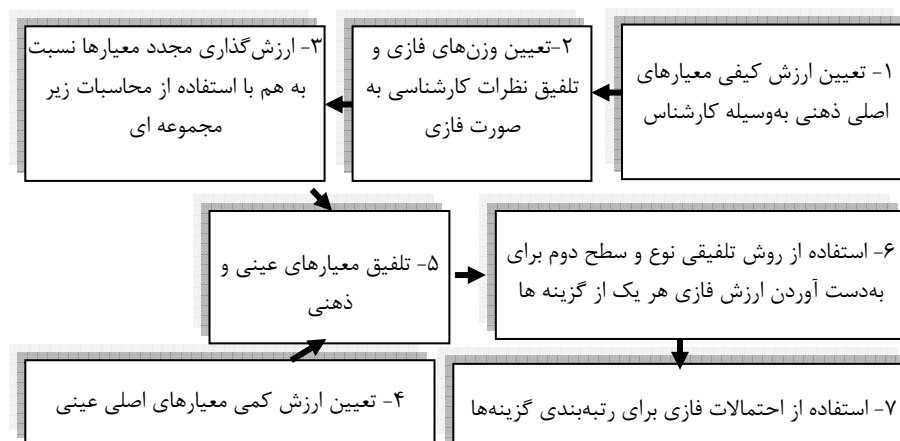 ۱- تعیین ارزش کیفی معیارهای
اصلی ذهنی به‌وسیله کارشناس
۲-تعیین وزن‌های فازی و
تلفیق نظرات کارشناسی به
صورت فازی
۳- ارزش‌گذاری مجدد معیارها نسبت
به هم با استفاده از محاسبات زیر
مجموعه ای
۴- تعیین ارزش کمی معیارهای اصلی عینی
۵- تلفیق معیارهای عینی و
ذهنی
۶- استفاده از روش تلفیقی نوع و سطح دوم برای
به‌دست آوردن ارزش فازی هر یک از گزینه ها
۷- استفاده از احتمالات فازی برای رتبه‌بندی گزینه‌ها